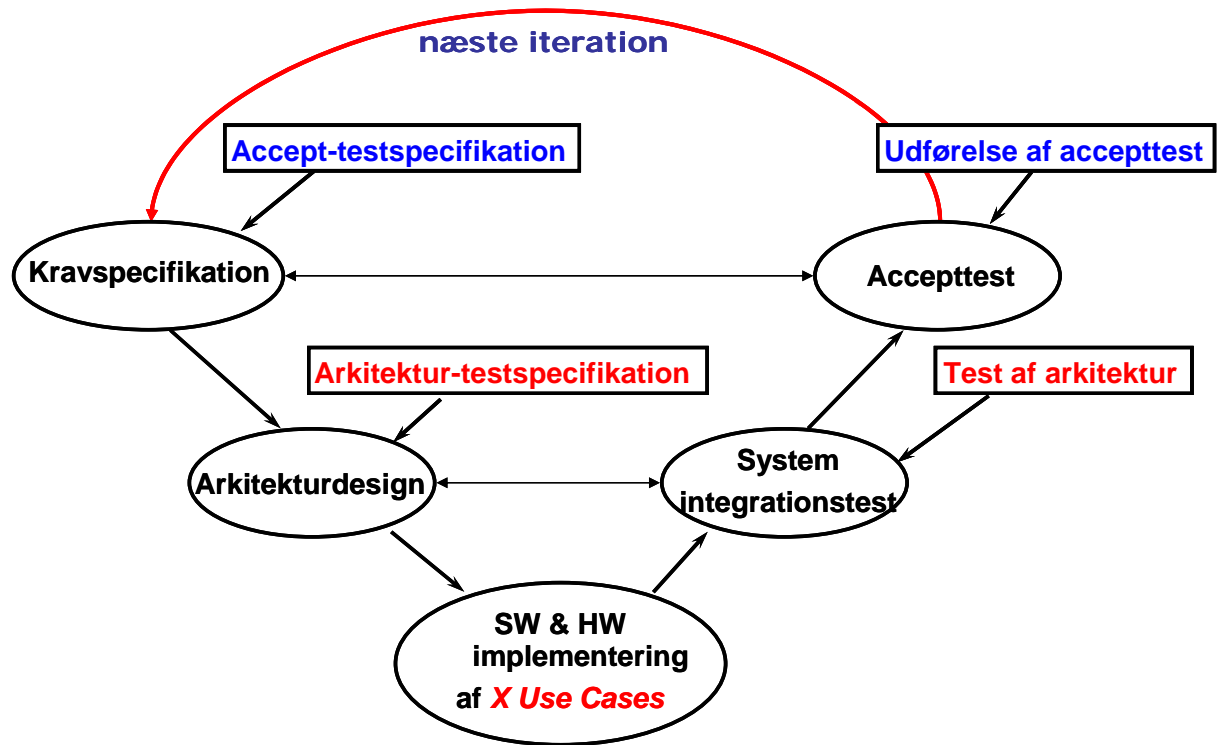 næste iteration
Accept-testspecifikation
Udførelse af accepttest
Kravspecifikation
Accepttest
Arkitektur-testspecifikation
Test af arkitektur
Arkitekturdesign
System
integrationstest
SW & HW
implementering
af X Use Cases